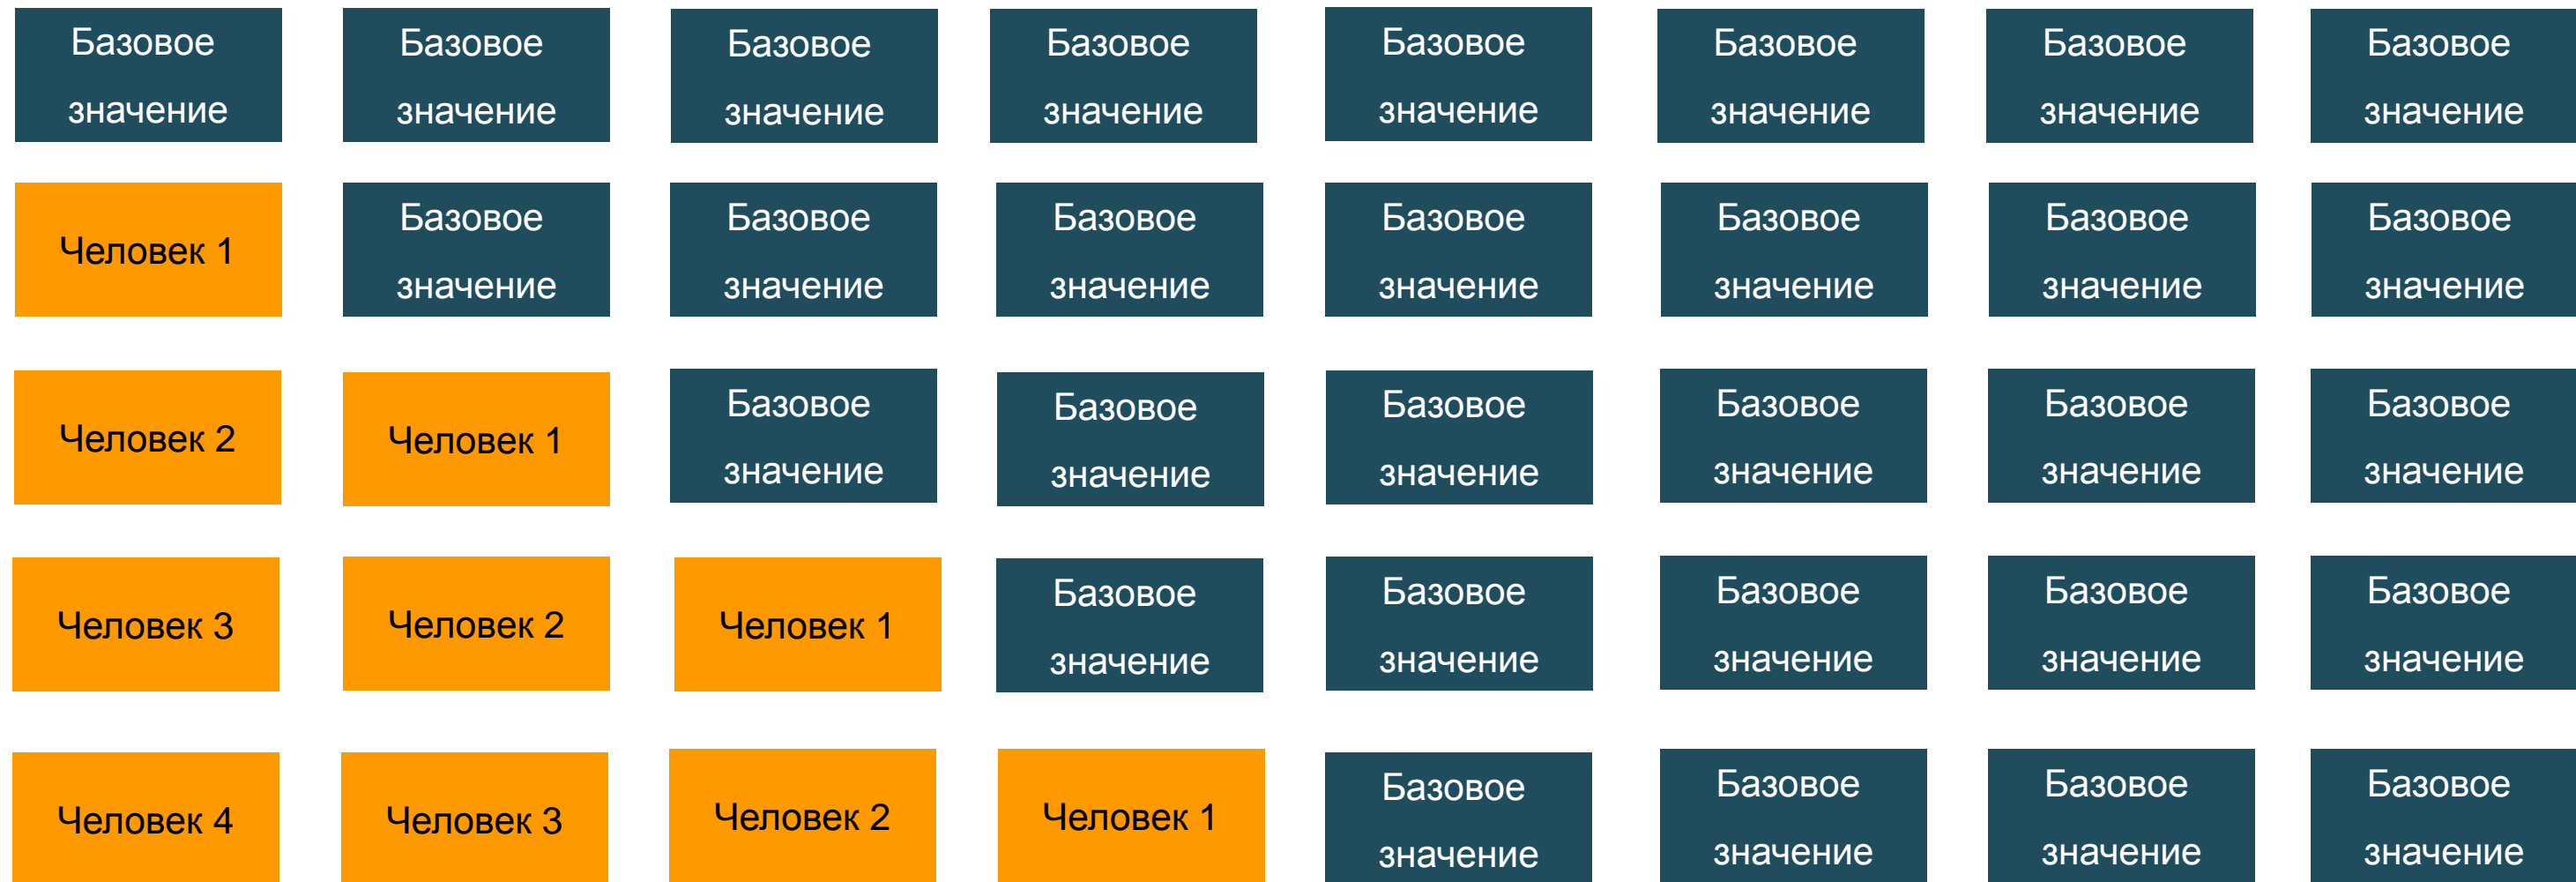 Базовое Базовое Базовое Базовое Базовое Базовое Базовое Базовое
значение значение значение значение значение значение значение значение
Человек 1
Базовое Базовое Базовое Базовое Базовое Базовое Базовое
значение значение значение значение значение значение значение
Человек 2 Человек 1
Базовое Базовое Базовое Базовое Базовое Базовое
значение значение значение значение значение значение
Человек 3 Человек 2 Человек 1
Базовое Базовое Базовое Базовое Базовое
значение значение значение значение значение
Человек 4 Человек 3 Человек 2 Человек 1
Базовое Базовое Базовое Базовое
значение значение значение значение